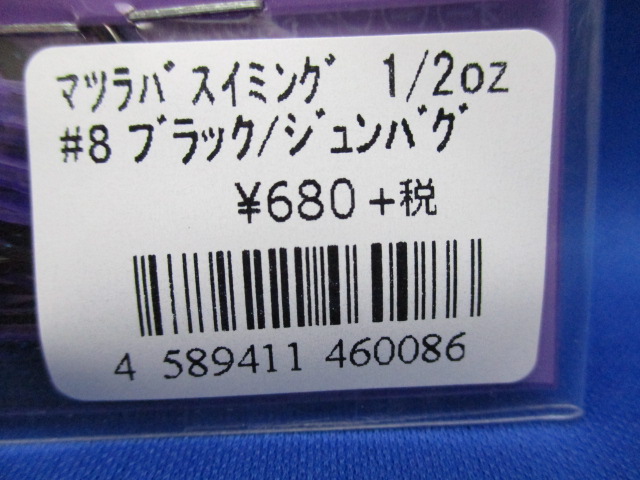 ﾏﾂﾗﾊﾞ ｽｲﾐﾝｸﾞ 1/2oz
#8 ﾌﾞﾗｯｸ/ｼﾞｭﾝﾊﾞｸﾞ
¥680+税
4 589411 460086